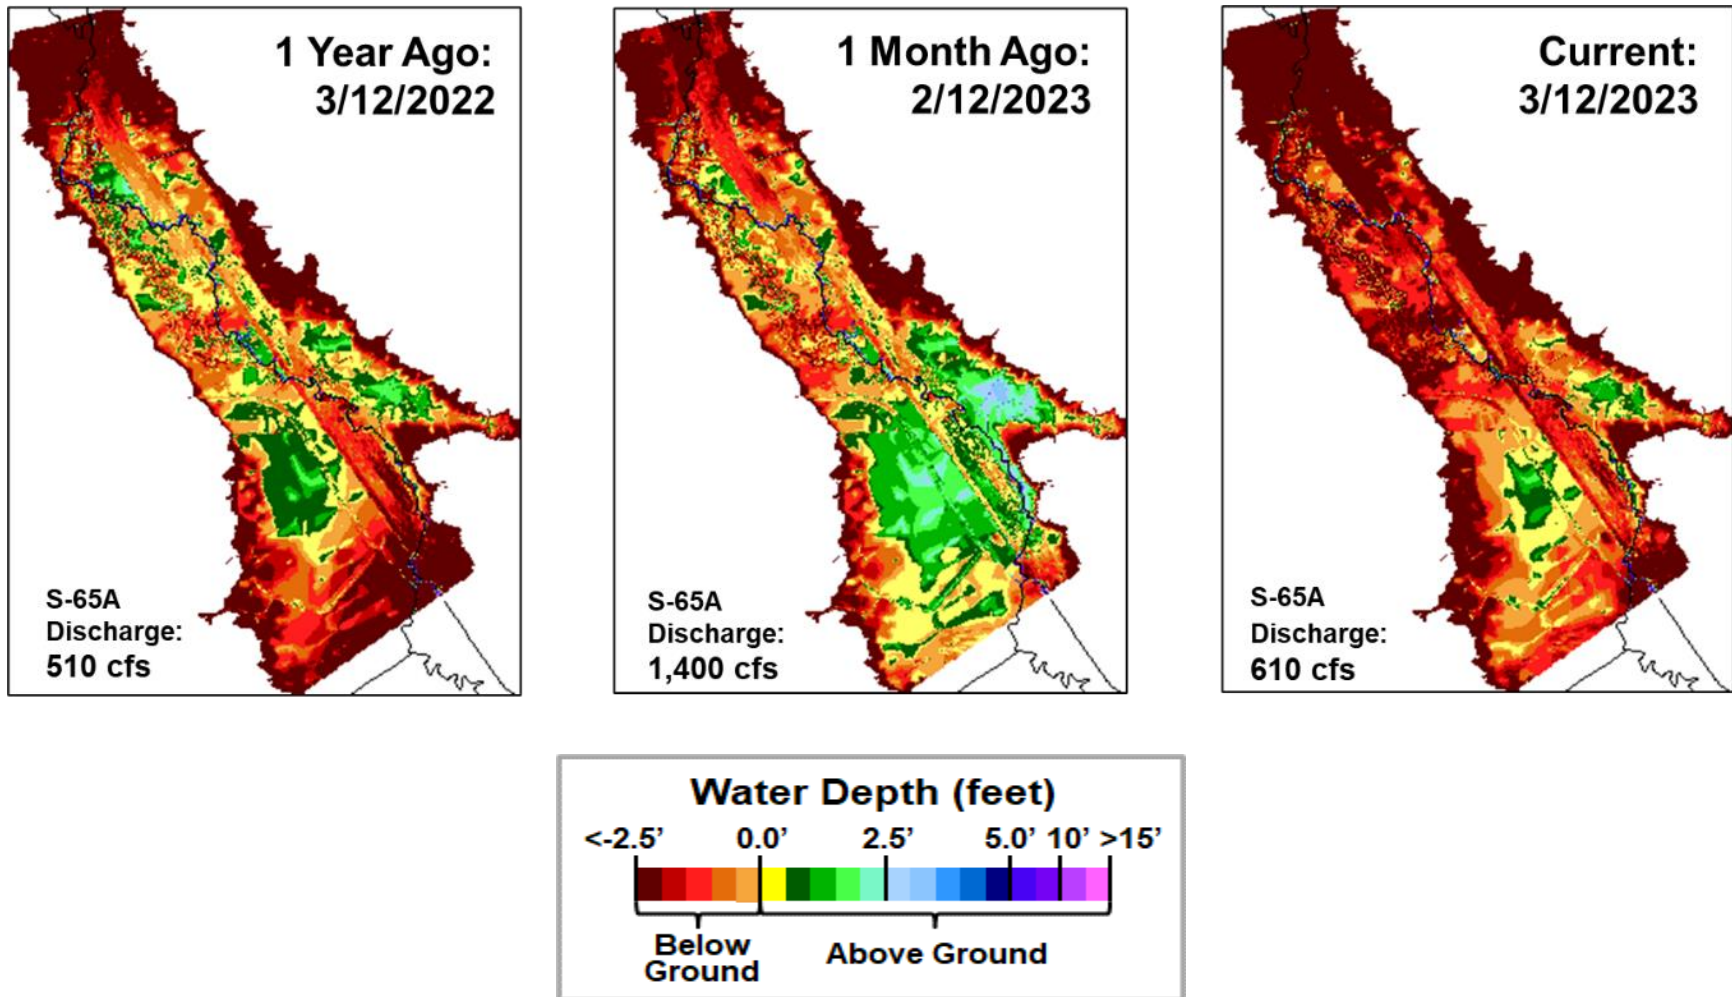 1 Year Ago:
3/12/2022
S-65A
Discharge:
510 cfs
1 Month Ago:
2/12/2023
S-65A
Discharge:
1,400 cfs
Current:
3/12/2023
S-65A
Discharge:
610 cfs
Water Depth (feet)
<-2.5’ 0.0’ 2.5’ 5.0’ 10’ >15’
Below
Ground
Above Ground